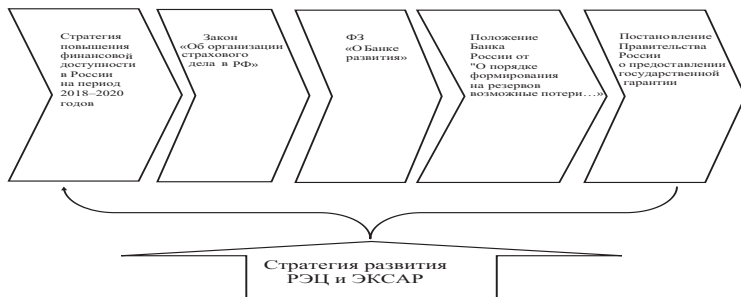 Стратегия
повышения
финансовой
доступности
в России
на период
2018–2020
годов
Закон
«Об организации
страхового
дела в РФ»
ФЗ
«О Банке
развития»
Положение
Банка
России от
"О порядке
формирования
на резервов
возможные потери…»
Постановление
Правительства
России
о предоставлении
государственной
гарантии
Стратегия развития
РЭЦ и ЭКСАР